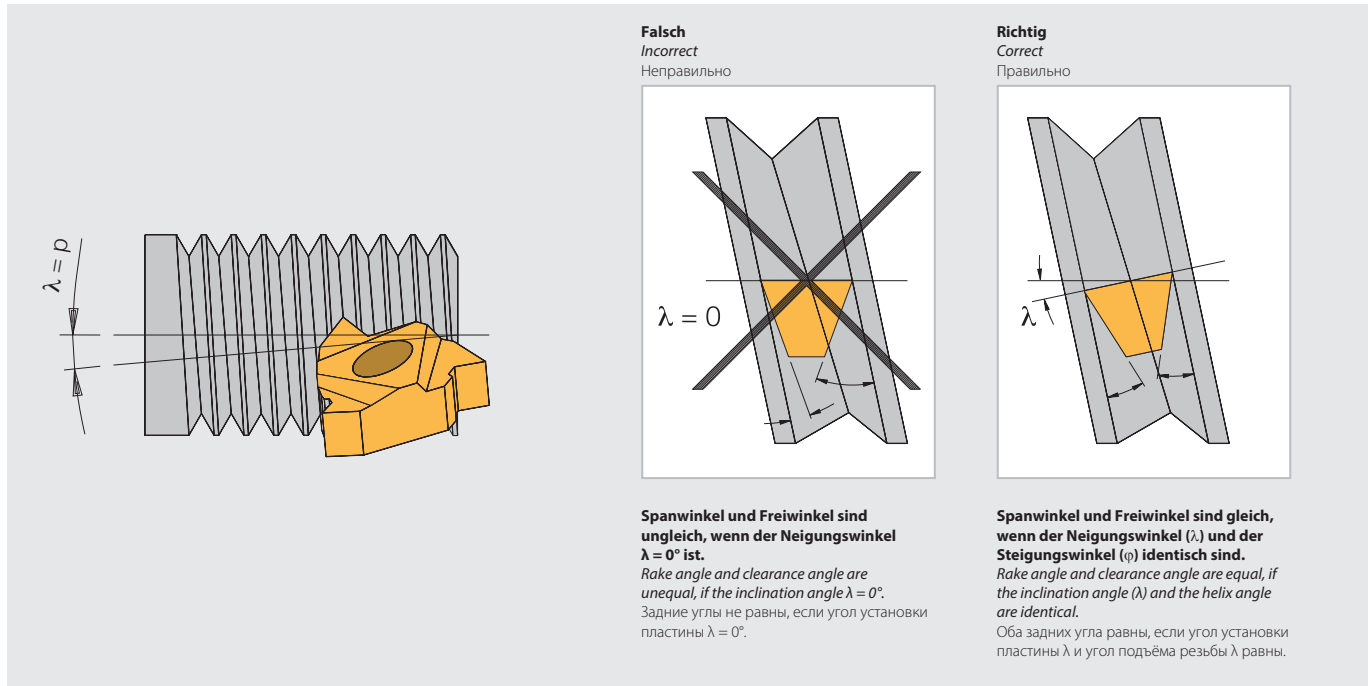 λ = p
Falsch
Incorrect
Неправильно
λ = 0
Spanwinkel und Freiwinkel sind
ungleich, wenn der Neigungswinkel
λ = 0° ist.
Rake angle and clearance angle are
unequal, if the inclination angle λ = 0°.
Задние углы не равны, если угол установки
пластины λ = 0°.
Richtig
Correct
Правильно
λ
Spanwinkel und Freiwinkel sind gleich,
wenn der Neigungswinkel (λ) und der
Steigungswinkel (φ) identisch sind.
Rake angle and clearance angle are equal, if
the inclination angle (λ) and the helix angle
are identical.
Оба задних угла равны, если угол установки
пластины λ и угол подъёма резьбы λ равны.